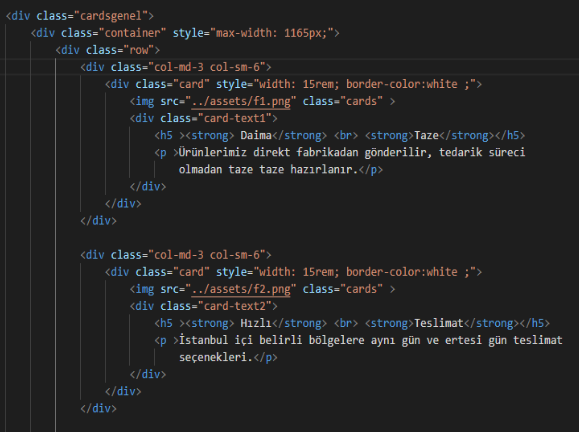 <div class="cardsgenel">
<div class="container" style="max-width: 1165px;">
<div class="row">
<div class="col-md-3 col-sm-6">
<div class="card" style="width: 15rem; border-color:white ;">
<img src="../assets/f1.png" class="cards" >
<div class="card-text1">
<h5 ><strong> Daima</strong> <br> <strong>Taze</strong></h5>
<p >Ürünlerimiz direkt fabrikadan gönderilir, tedarik süreci
olmadan taze taze hazırlanır.</p>
</div>
</div>
</div>
<div class="col-md-3 col-sm-6">
<div class="card" style="width: 15rem; border-color:white ;">
<img src="../assets/f2.png" class="cards" >
<div class="card-text2">
<h5 ><strong> Hızlı</strong> <br> <strong>Teslimat</strong></h5>
<p >İstanbul içi belirli bölgelere aynı gün ve ertesi gün teslimat
seçenekleri.</p>
</div>
</div>
</div>